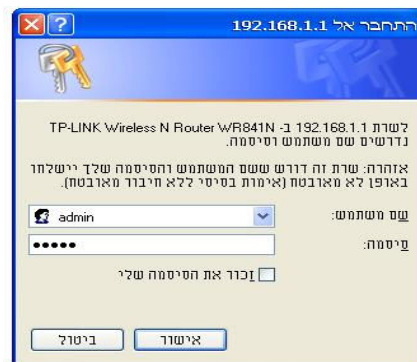 התחבר אל 192.168.1.1
לשרת 192.168.1.1 ב- TP-LINK Wireless N Router WR841N
נדרשים שם משתמש וסיסמה.
אזהרה: שרת זה דורש ששם המשתמש והסיסמה שלך יישלחו
באופן לא מאובטח (אימות בסיסי ללא חיבור מאובטח).
שם משתמש:
admin
סיסמה:
זכור את הסיסמה שלי
אישור
ביטול